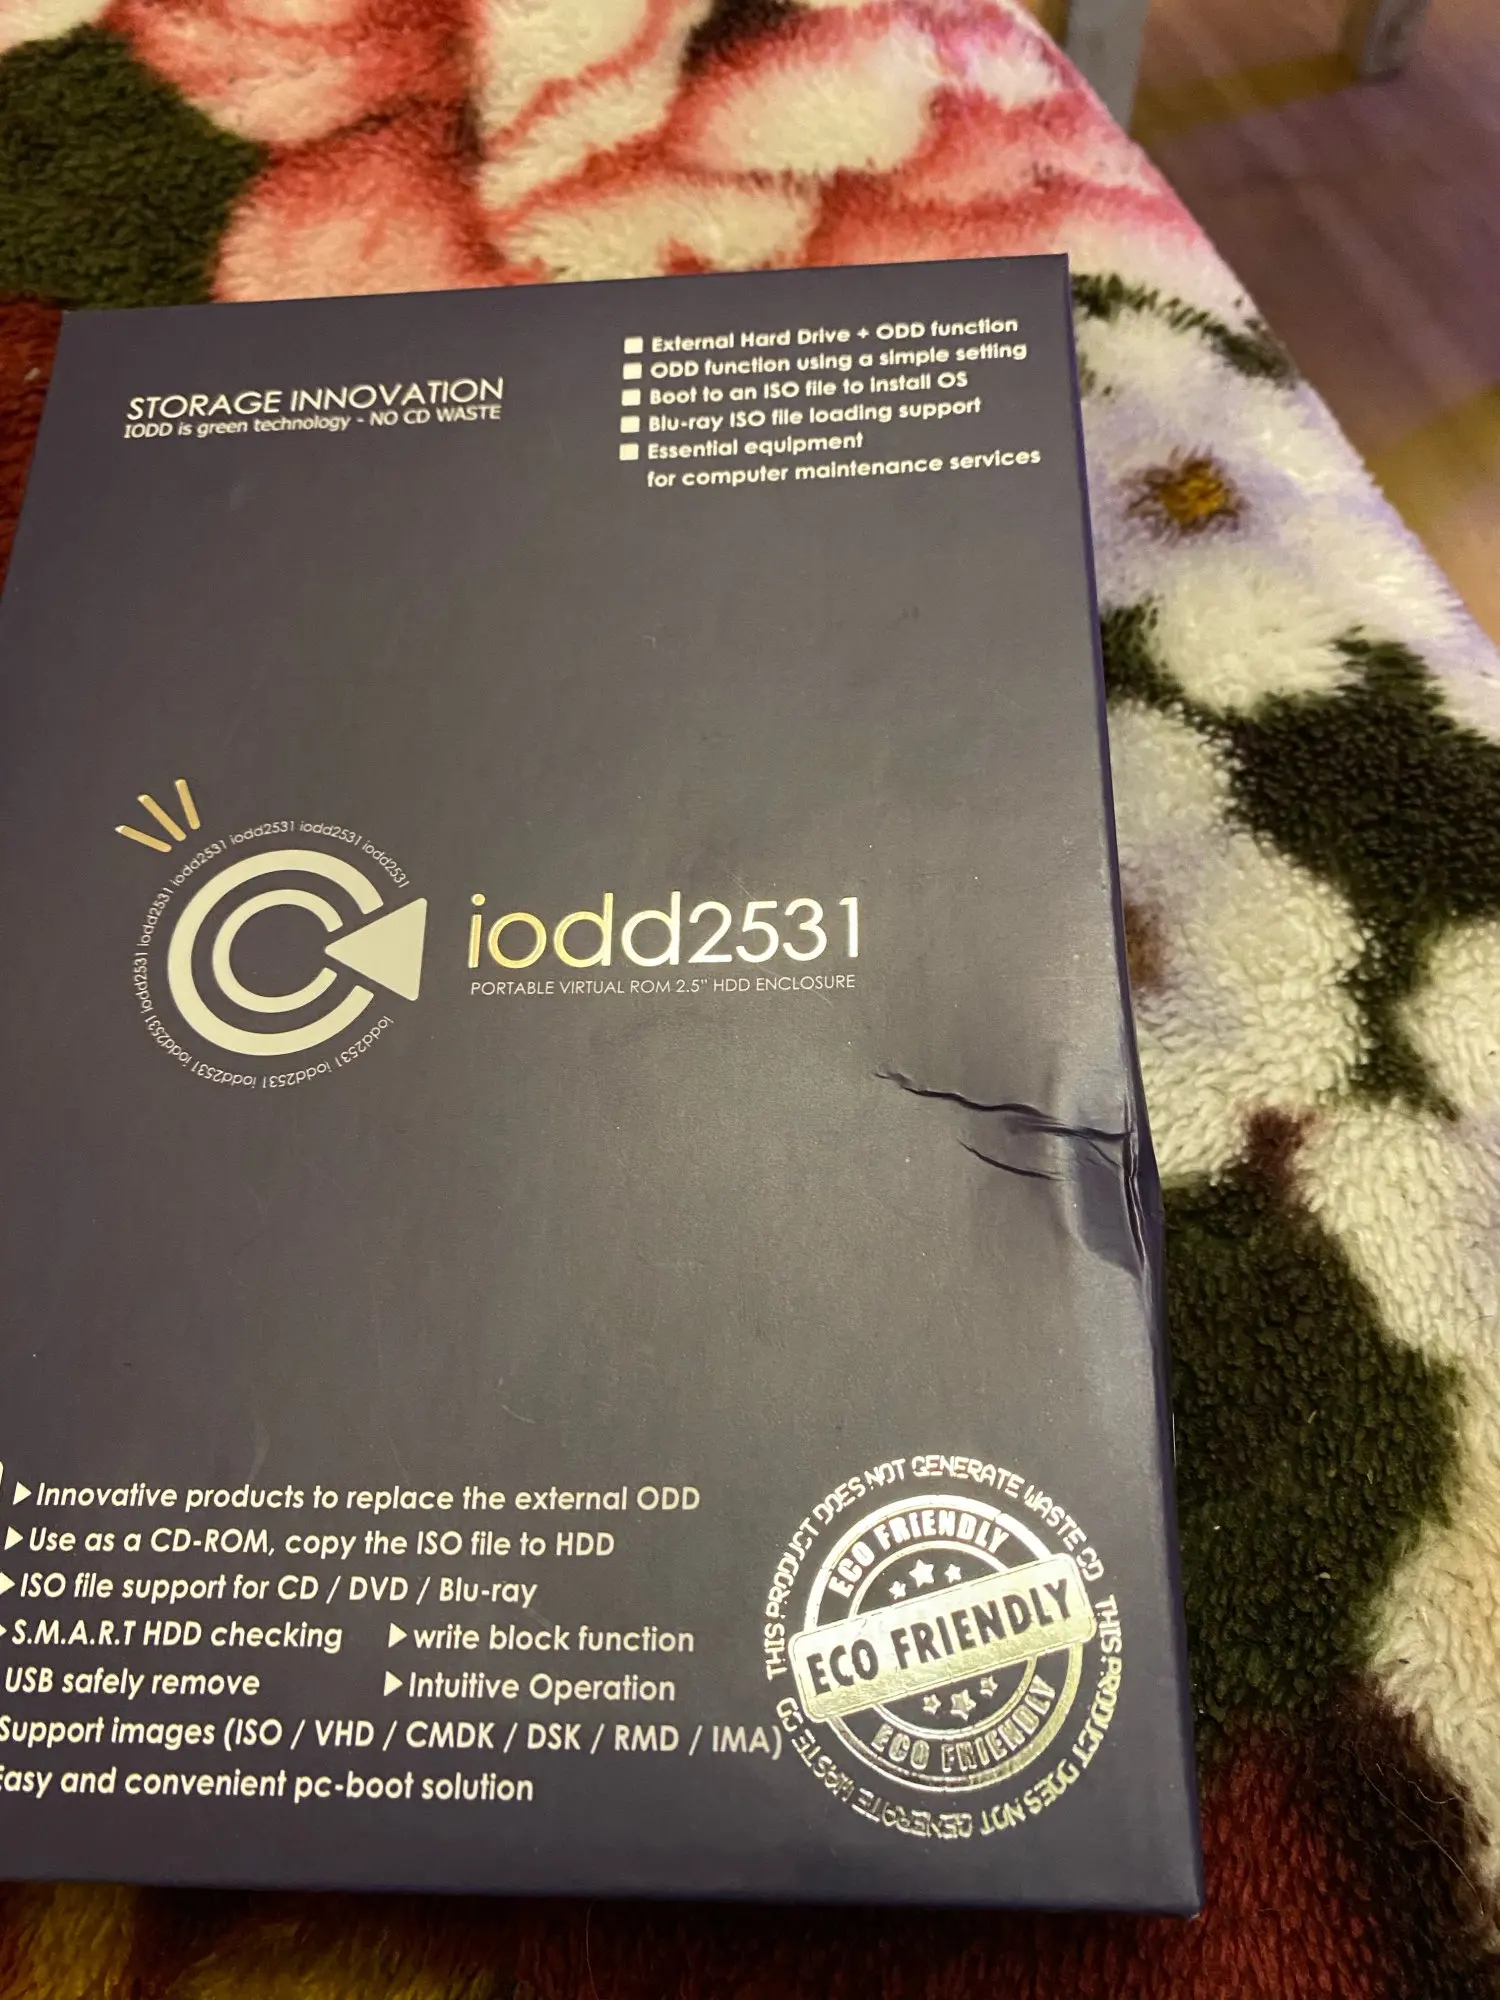 STORAGE INNOVATION
IODD is green technology - NO CD WASTE
External Hard Drive + ODD function
ODD function using a simple setting
Boot to an ISO file to install OS
Blu-ray ISO file loading support
Essential equipment
for computer maintenance services
iodd2531 iodd2531 iodd2531 iodd2531 iodd2531 iodd2531 iodd2531 iodd2531 iodd2531 iodd2531
iodd2531
PORTABLE VIRTUAL ROM 2.5" HDD ENCLOSURE
Innovative products to replace the external ODD
Use as a CD-ROM, copy the ISO file to HDD
ISO file support for CD / DVD / Blu-ray
S.M.A.R.T HDD checking
write block function
USB safely remove
Intuitive Operation
Support images (ISO / VHD / CMDK / DSK / RMD / IMA)
Easy and convenient pc-boot solution
THIS PRODUCT DOES NOT GENERATE WASTE CD
THIS PRODUCT DOES NOT GENERATE WASTE CD
ECO FRIENDLY
ECO FRIENDLY
ECO FRIENDLY